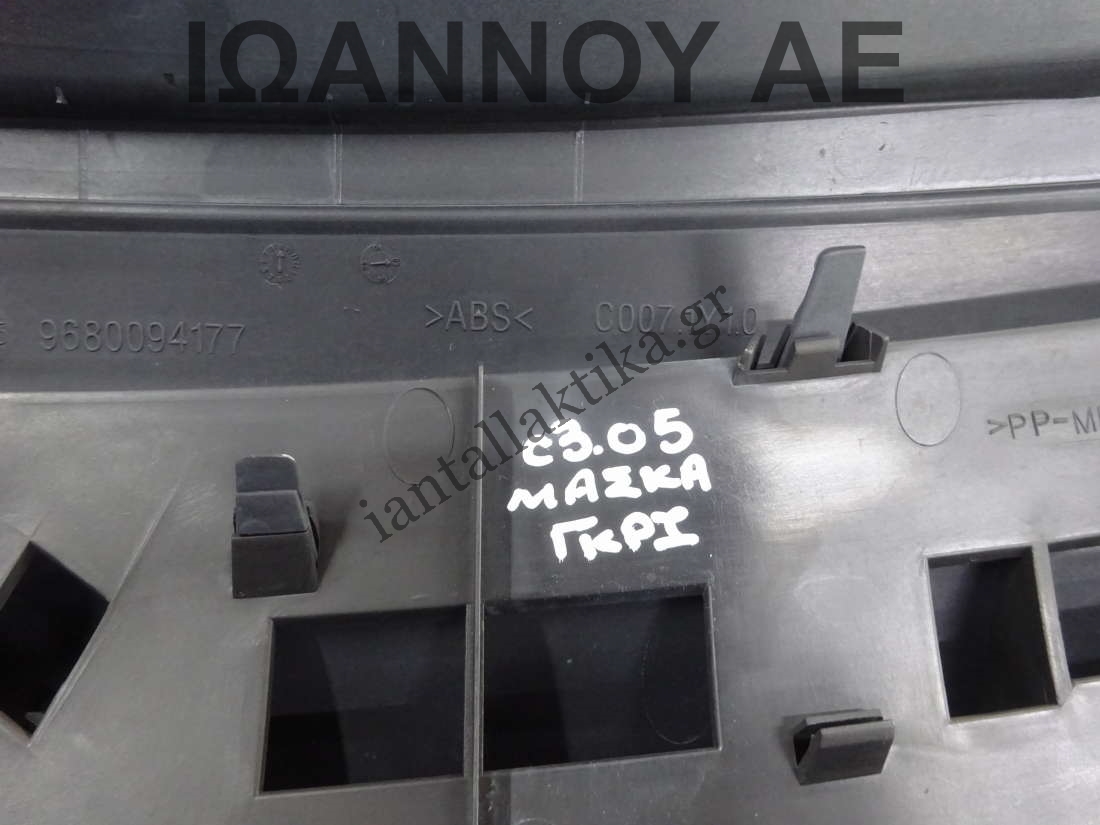 ΙΩΑΝΝΟΥ ΑΕ
9680094177
>ABS<
iantallaktika.gr
C3.05
ΜΑΣΚΑ
ΓΚΡΙ